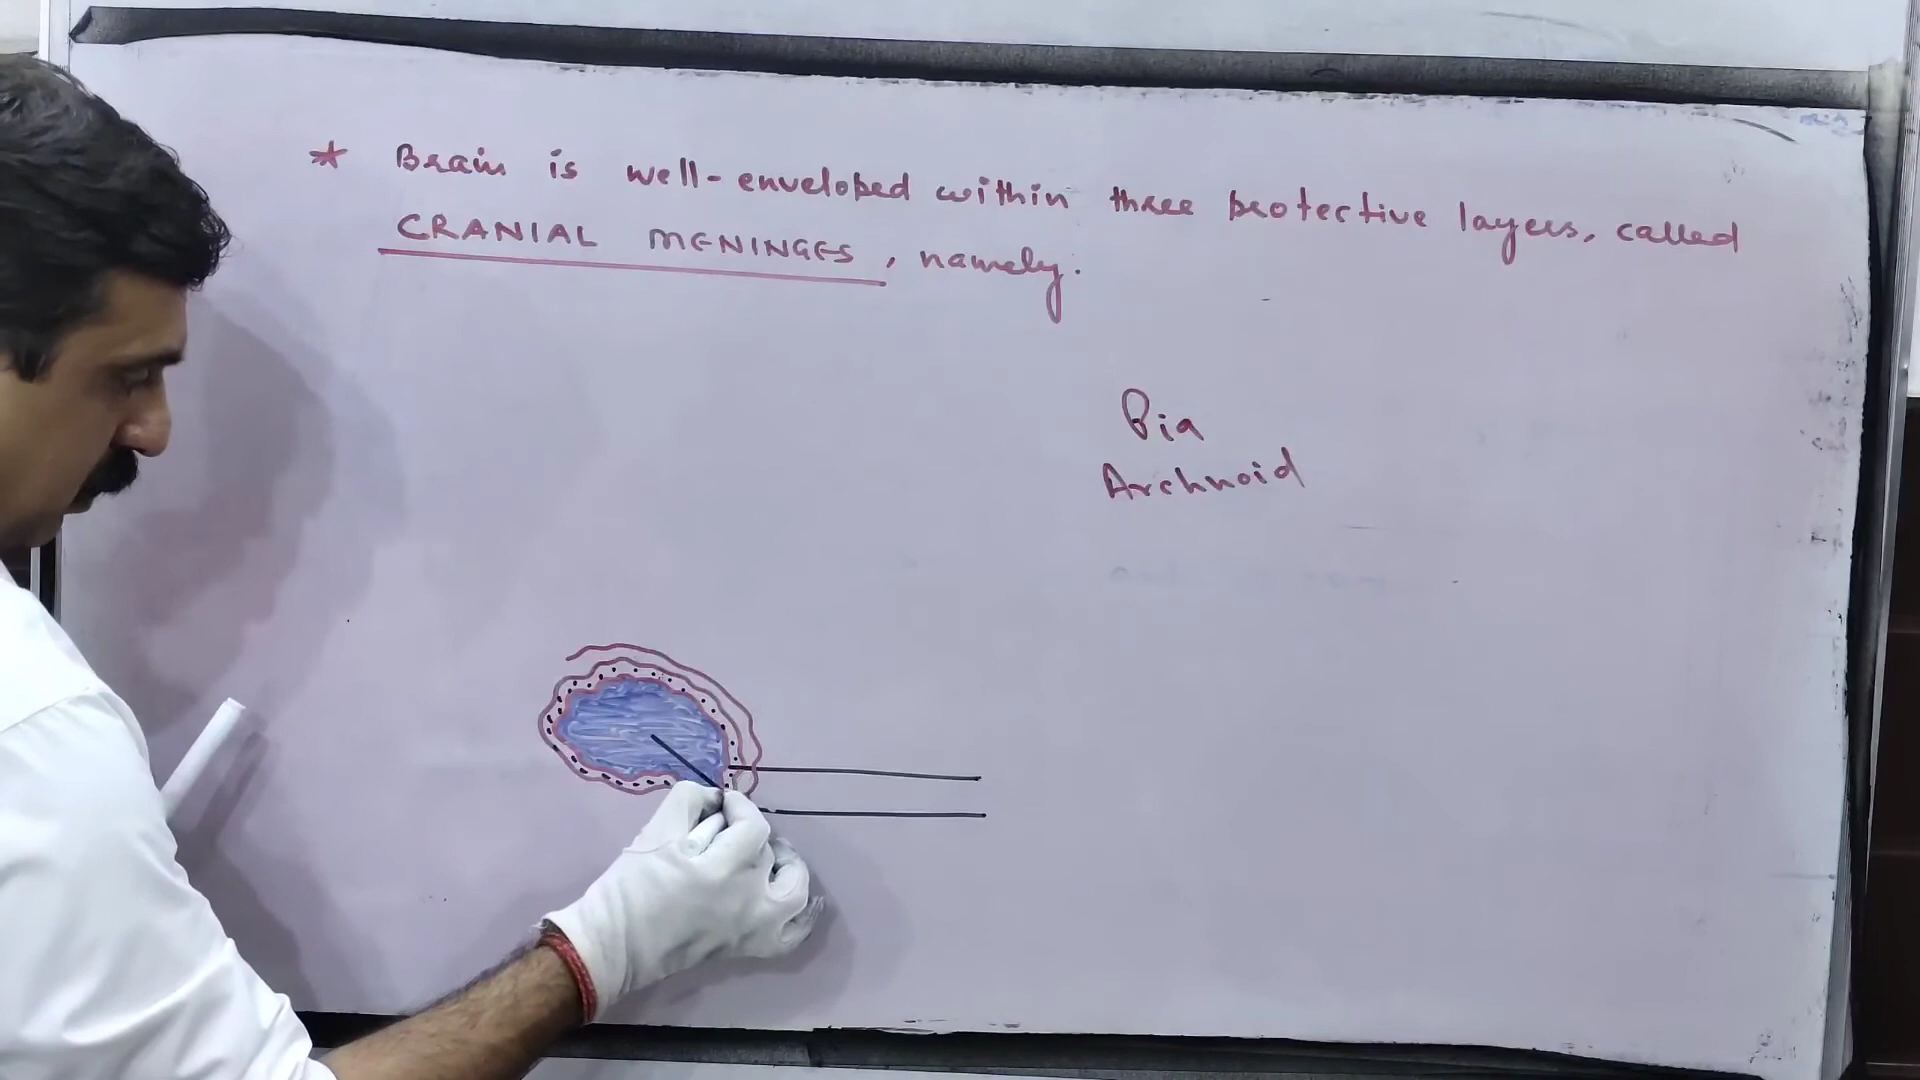 * Brain is well-enveloped within three protective layers, called
CRANIAL MENINGES, namely.
Pia
Archnoid